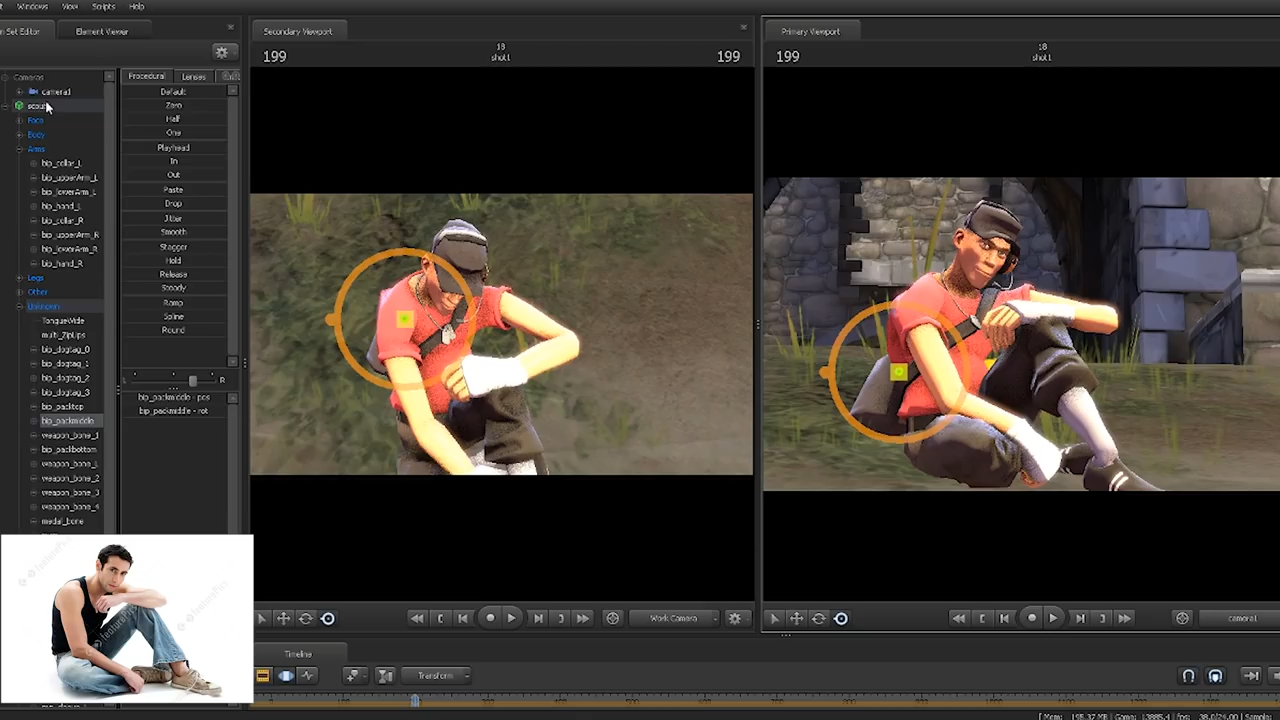 Windows View Scripts Help
n Set Editor Element Viewer
Secondary Viewport
Primary Viewport
199 18 199
shot1
199 18
shot1
Cameras
camera1
scout
Face
Body
Arms
bip_collar_L
bip_upperArm_L
bip_lowerArm_L
bip_hand_L
bip_collar_R
bip_upperArm_R
bip_lowerArm_R
bip_hand_R
Legs
Other
Unknown
TongueWide
multi_ZipLips
bip_dogtag_0
bip_dogtag_1
bip_dogtag_2
bip_dogtag_3
bip_packtop
bip_packmiddle
weapon_bone_1
bip_packbottom
weapon_bone_L
weapon_bone_2
weapon_bone_3
weapon_bone_4
medal_bone
Procedural Lenses
Default
Zero
Half
One
Playhead
In
Out
Paste
Drop
Jitter
Smooth
Stagger
Hold
Release
Steady
Ramp
Spline
Round
R
bip_packmiddle - pos
bip_packmiddle - rot
Work Camera
camera1
Timeline
Transform